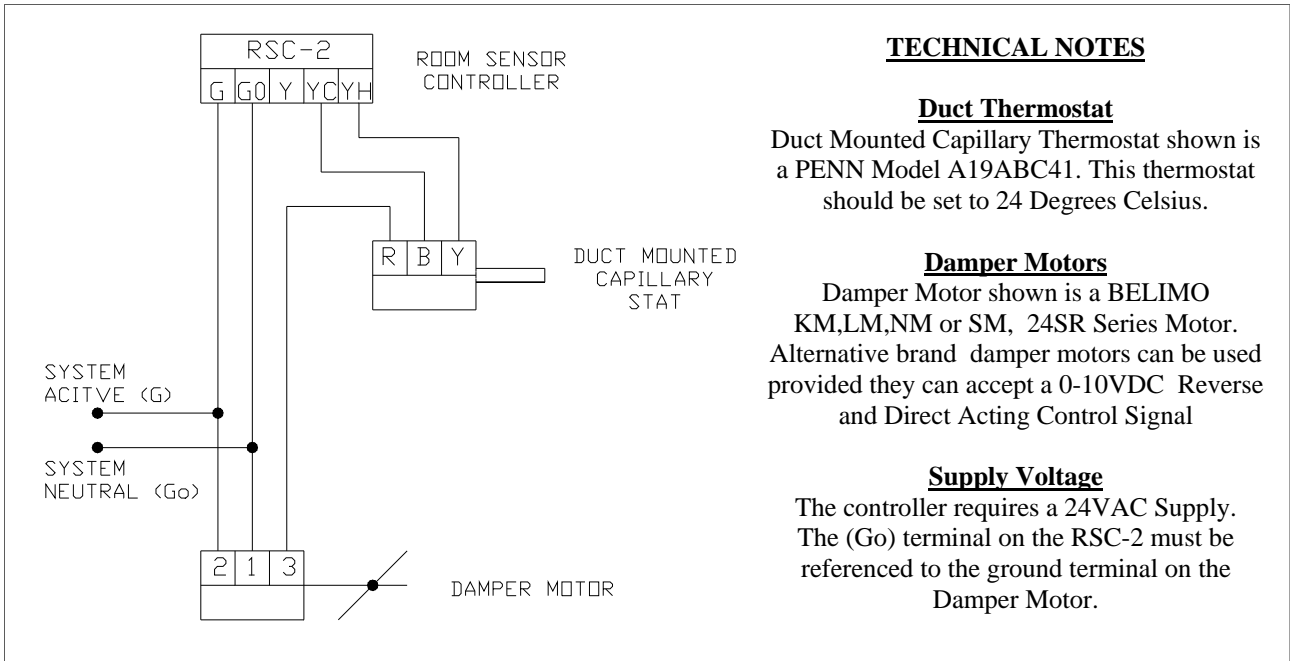 RSC-2
G G0 Y YC YH
ROOM SENSOR
CONTROLLER
R B Y
DUCT MOUNTED
CAPILLARY
STAT
SYSTEM
ACITVE (G)
SYSTEM
NEUTRAL (Go)
2 1 3
DAMPER MOTOR
TECHNICAL NOTES
Duct Thermostat
Duct Mounted Capillary Thermostat shown is
a PENN Model A19ABC41. This thermostat
should be set to 24 Degrees Celsius.
Damper Motors
Damper Motor shown is a BELIMO
KM,LM,NM or SM, 24SR Series Motor.
Alternative brand damper motors can be used
provided they can accept a 0-10VDC Reverse
and Direct Acting Control Signal
Supply Voltage
The controller requires a 24VAC Supply.
The (Go) terminal on the RSC-2 must be
referenced to the ground terminal on the
Damper Motor.